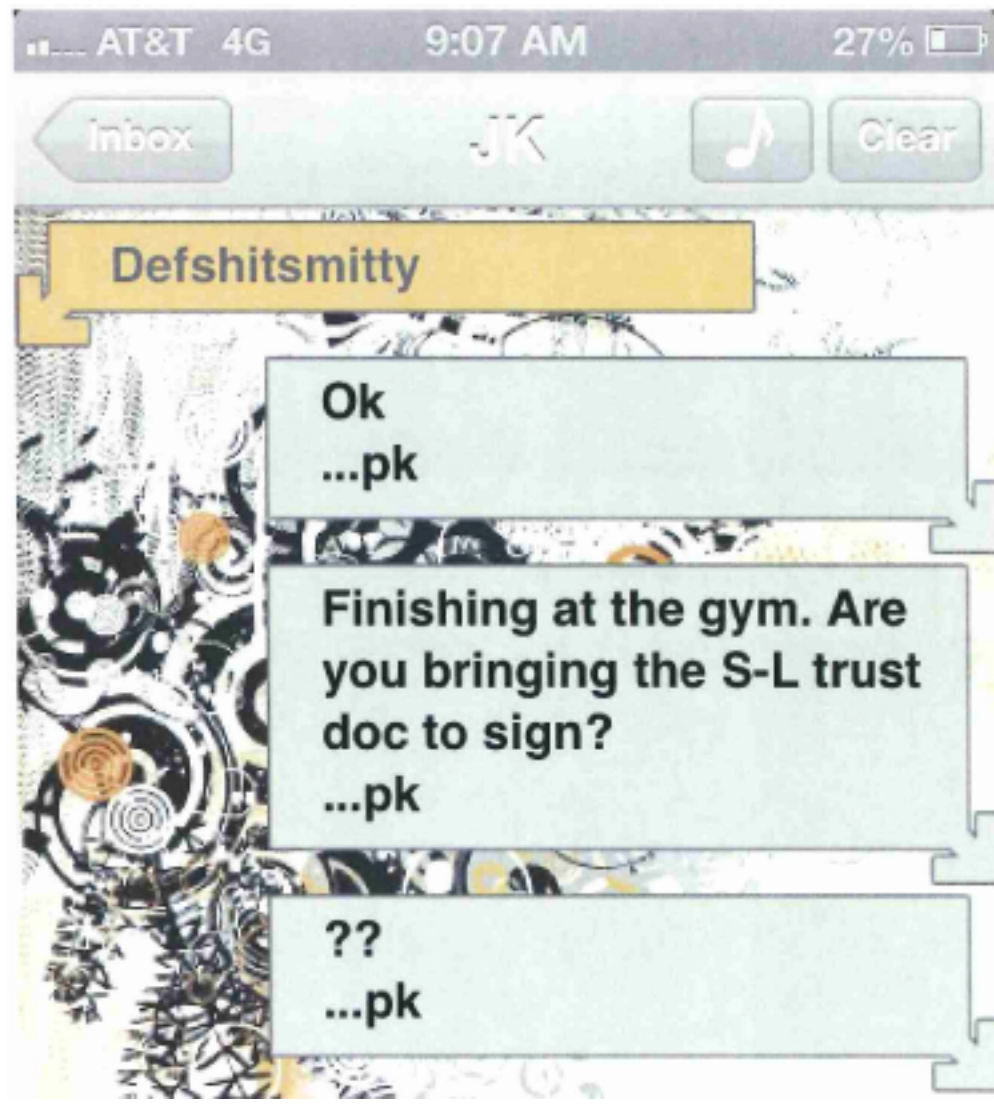 AT&T 4G 9:07 AM 27%
Inbox JK Clear
Defshitsmitty
Ok
...pk
Finishing at the gym. Are
you bringing the S-L trust
doc to sign?
...pk
??
...pk